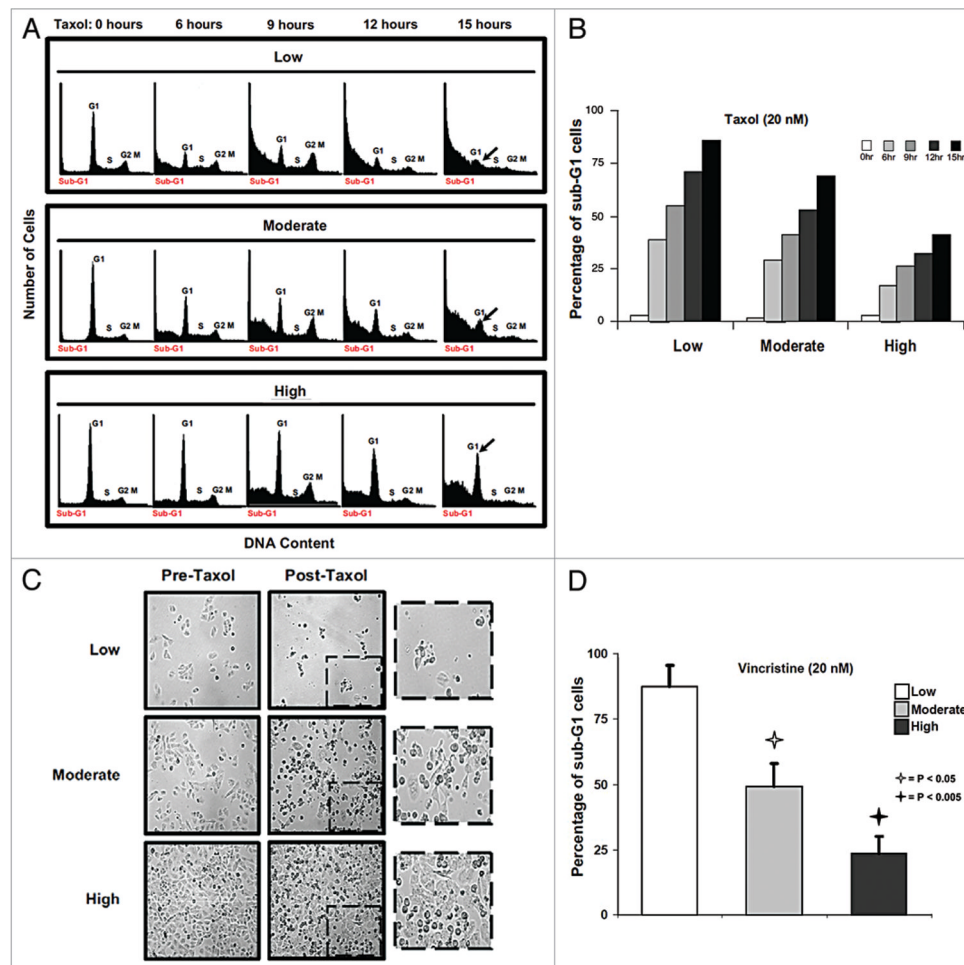 A
Taxol: 0 hours 6 hours 9 hours 12 hours 15 hours
Low
G1 S G2 M
G1 S G2 M
G1 S G2 M
G1 S G2 M
G1 S G2 M
Sub-G1 Sub-G1 Sub-G1 Sub-G1 Sub-G1
Moderate
G1 S G2 M
G1 S G2 M
G1 S G2 M
G1 S G2 M
G1 S G2 M
Sub-G1 Sub-G1 Sub-G1 Sub-G1 Sub-G1
High
G1 S G2 M
G1 S G2 M
G1 S G2 M
G1 S G2 M
G1 S G2 M
Sub-G1 Sub-G1 Sub-G1 Sub-G1 Sub-G1
Number of Cells
DNA Content
B
Taxol (20 nM)
0hr 6hr 9hr 12hr 15hr
Percentage of sub-G1 cells
100
75
50
25
0
Low Moderate High
C
Pre-Taxol Post-Taxol
Low
Moderate
High
D
Vincristine (20 nM)
Percentage of sub-G1 cells
100
75
50
25
0
Low
Moderate
High
= P < 0.05
= P < 0.005